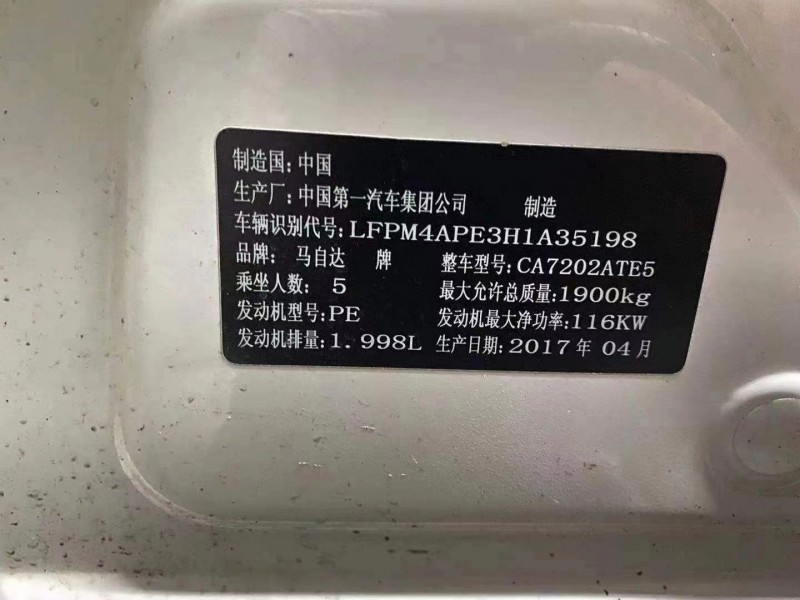 制造国:中国
生产厂:中国第一汽车集团公司 制造
车辆识别代号:LFPM4APE3H1A35198
品牌: 马自达 牌 整车型号:CA7202ATE5
乘坐人数: 5 最大允许总质量:1900kg
发动机型号:PE 发动机最大净功率:116KW
发动机排量:1.998L 生产日期:2017年 04月